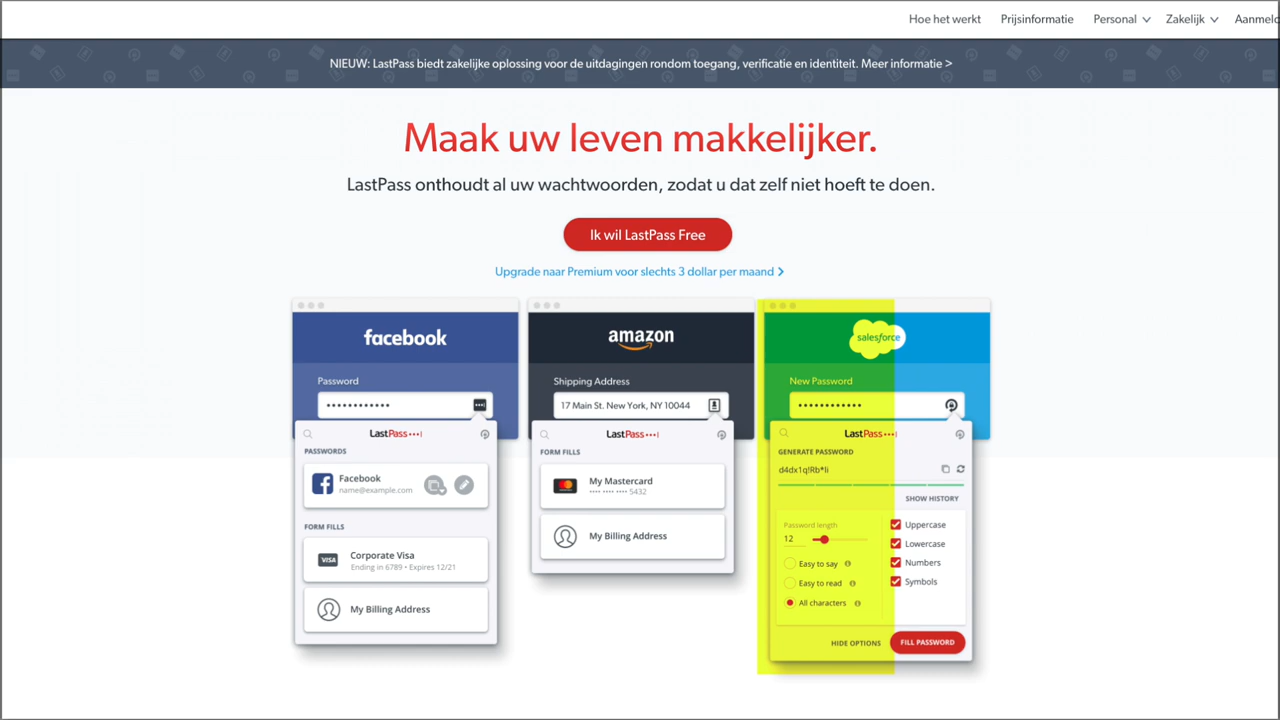 Hoe het werkt Prijsinformatie Personal Zakelijk Aanmeld
NIEUW: LastPass biedt zakelijke oplossing voor de uitdagingen rondom toegang, verificatie en identiteit. Meer informatie >
Maak uw leven makkelijker.
LastPass onthoudt al uw wachtwoorden, zodat u dat zelf niet hoeft te doen.
Ik wil LastPass Free
Upgrade naar Premium voor slechts 3 dollar per maand >
facebook
Password
••••••••••••
LastPass•••|
PASSWORDS
Facebook
name@example.com
FORM FILLS
Corporate Visa
VISA
Ending in 6789 • Expires 12/21
My Billing Address
amazon
Shipping Address
17 Main St. New York, NY 10044
LastPass•••|
FORM FILLS
My Mastercard
•••• •••• •••• 5432
My Billing Address
salesforce
New Password
••••••••••••
LastPass•••|
GENERATE PASSWORD
d4dx1q!Rb*li
SHOW HISTORY
Password length
12
Easy to say
Easy to read
All characters
Uppercase
Lowercase
Numbers
Symbols
HIDE OPTIONS
FILL PASSWORD